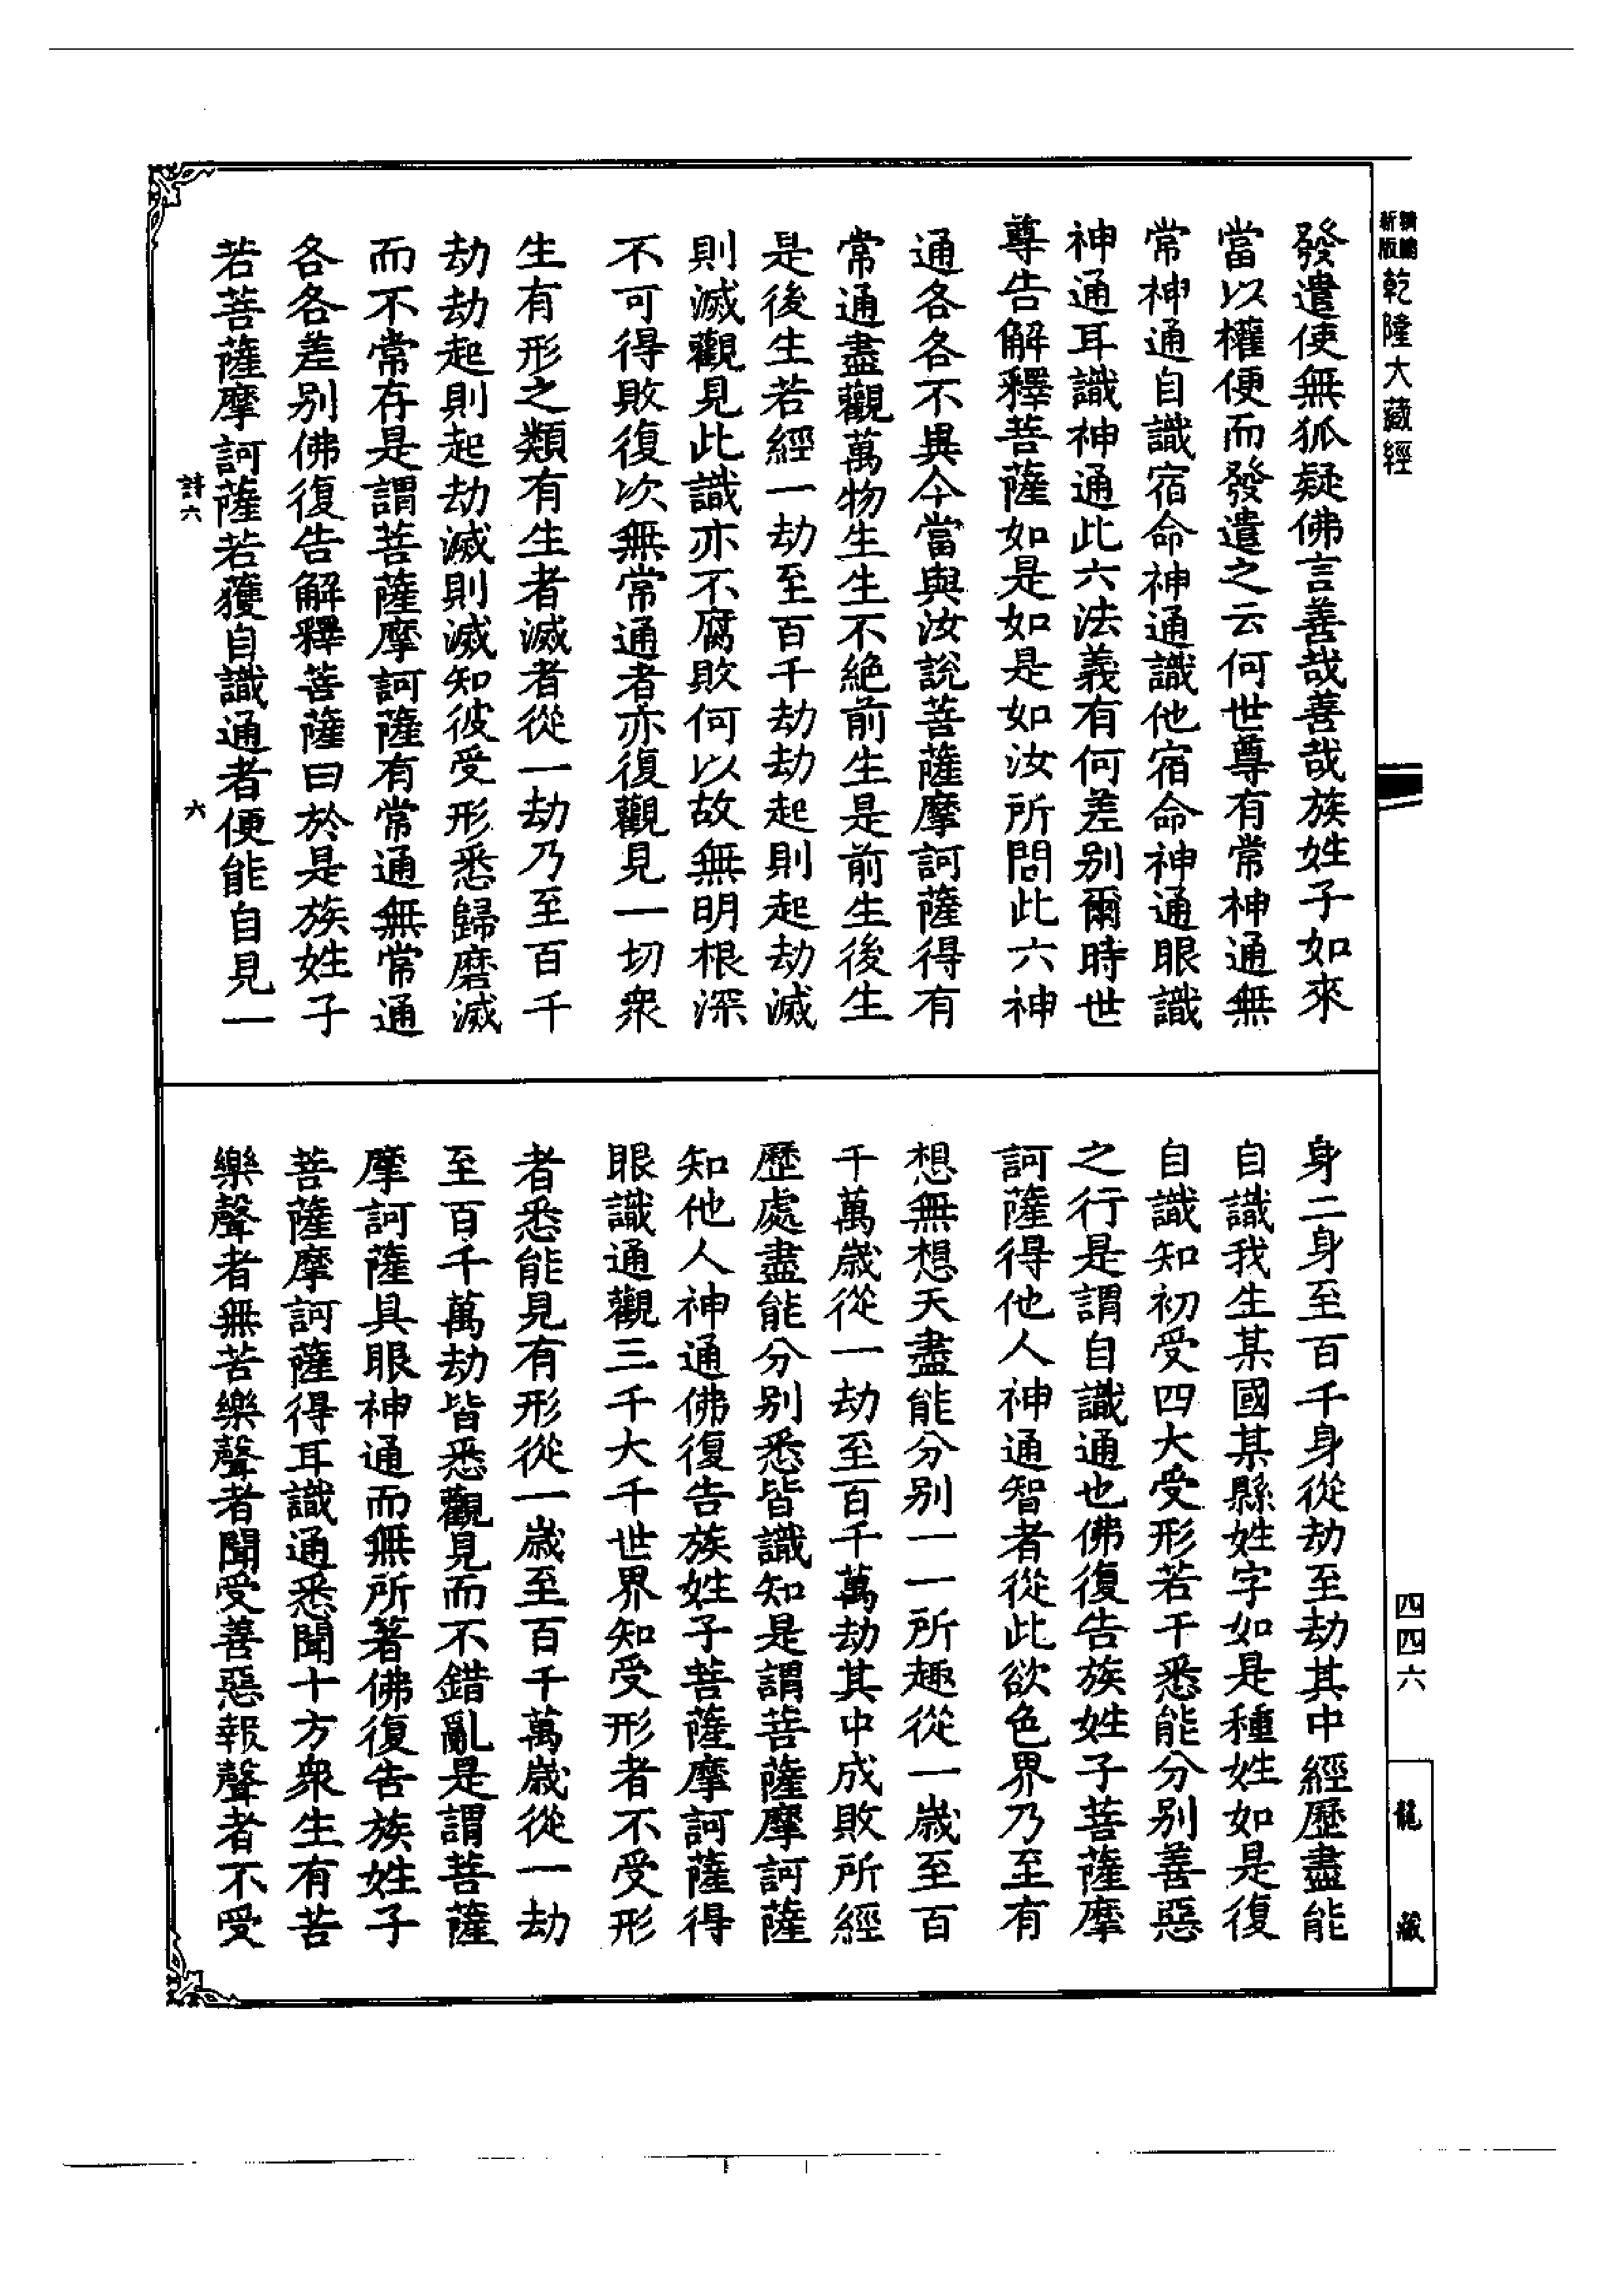 新版精縮乾隆大藏經
發遣使無狐疑佛言善哉善哉族姓子如來
當以權便而發遣之云何世尊有常神通無
常神通自識宿命神通識他宿命神通眼識
神通耳識神通此六法義有何差别爾時世
尊告解釋菩薩如是如是如汝所問此六神
通各各不異今當與汝說菩薩摩訶薩得有
常通盡觀萬物生生不絶前生是前生後生
是後生若經一劫至百千劫劫起則起劫滅
則滅觀見此識亦不腐敗何以故無明根深
不可得敗復次無常通者亦復觀見一切衆
生有形之類有生者滅者從一劫乃至百千
劫劫起則起劫滅則滅知彼受形悉歸磨滅
而不常存是謂菩薩摩訶薩有常通無常通
各各差别佛復告解釋菩薩曰於是族姓子
若菩薩摩訶薩若獲自識通者便能自見一
詩六
六
身二身至百千身從劫至劫其中經歷盡能
自識我生某國某縣姓字如是種姓如是復
自識知初受四大受形若干悉能分别善惡
之行是謂自識通也佛復告族姓子菩薩摩
訶薩得他人神通智者從此欲色界乃至有
想無想天盡能分别一一所趣從一歲至百
千萬歲從一劫至百千萬劫其中成敗所經
歷處盡能分别悉皆識知是謂菩薩摩訶薩
知他人神通佛復告族姓子菩薩摩訶薩得
眼識通觀三千大千世界知受形者不受形
者悉能見有形從一歲至百千萬歲從一劫
至百千萬劫皆悉觀見而不錯亂是謂菩薩
摩訶薩具眼神通而無所著佛復告族姓子
菩薩摩訶薩得耳識通悉聞十方衆生有苦
樂聲者無苦樂聲者聞受善惡報聲者不受
四四六
龍藏